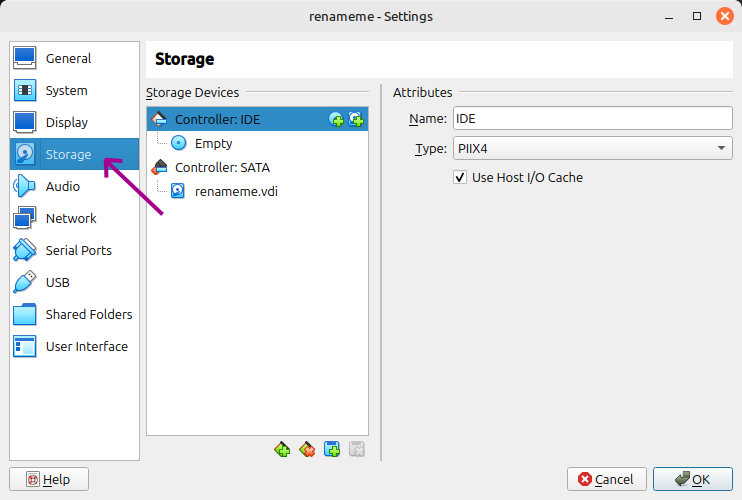 renameme - Settings
General
System
Display
Storage
Audio
Network
Serial Ports
USB
Shared Folders
User Interface
Storage
Storage Devices
Controller: IDE
Empty
Controller: SATA
renameme.vdi
Attributes
Name: IDE
Type: PIIX4
Use Host I/O Cache
Help
Cancel
OK